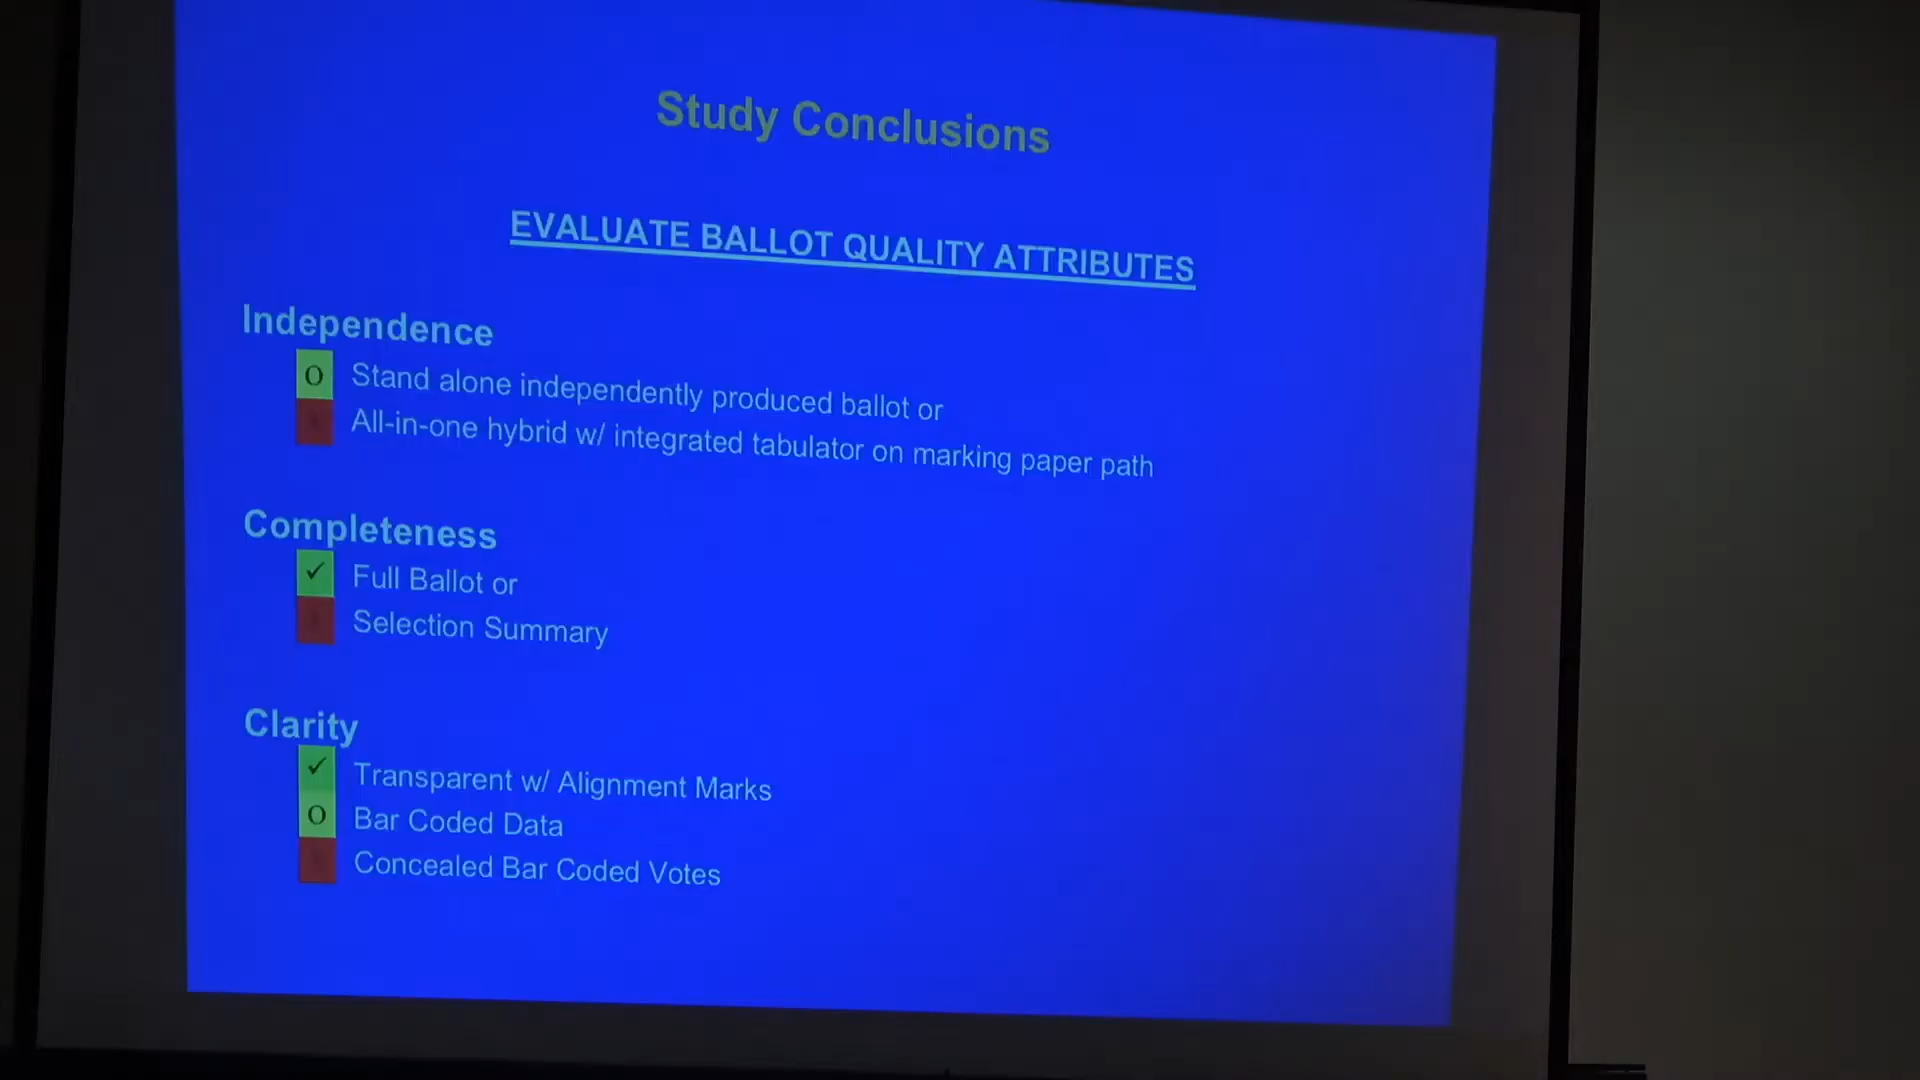 Study Conclusions
EVALUATE BALLOT QUALITY ATTRIBUTES
Independence
O Stand alone independently produced ballot or
All-in-one hybrid w/ integrated tabulator on marking paper path
Completeness
✓ Full Ballot or
Selection Summary
Clarity
✓ Transparent w/ Alignment Marks
O Bar Coded Data
Concealed Bar Coded Votes